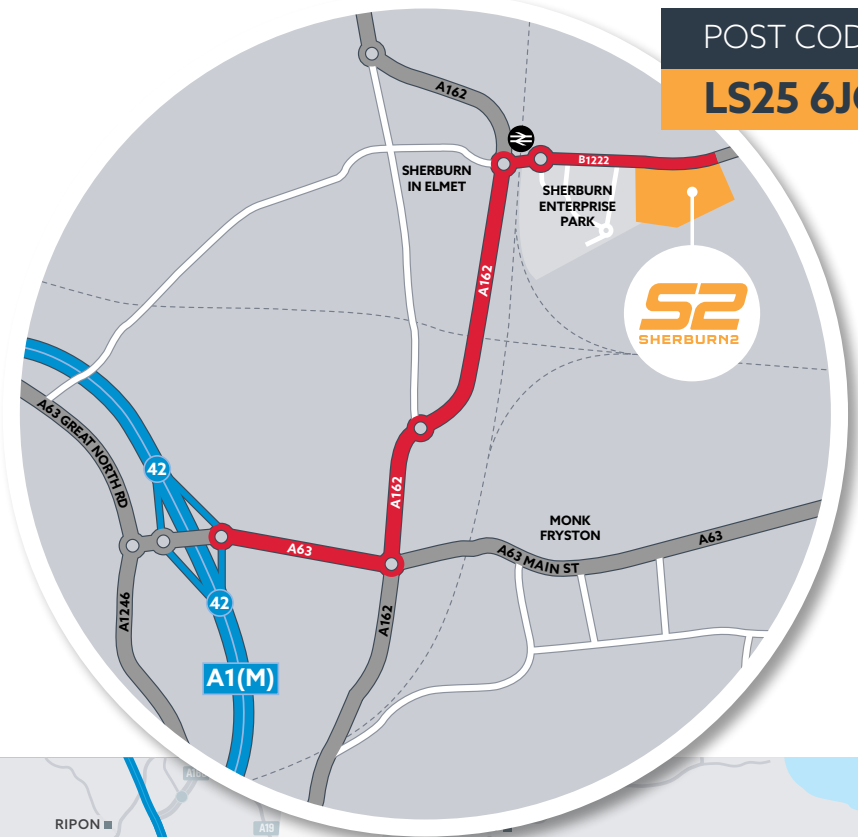 POST COD
LS25 6J
A162
B1222
SHERBURN
IN ELMET
SHERBURN
ENTERPRISE
PARK
A162
S2
SHERBURN2
A63 GREAT NORTH RD
42
A162
MONK
FRYSTON
A63
A63
A63 MAIN ST
42
A1246
A162
A1(M)
RIPON
A19